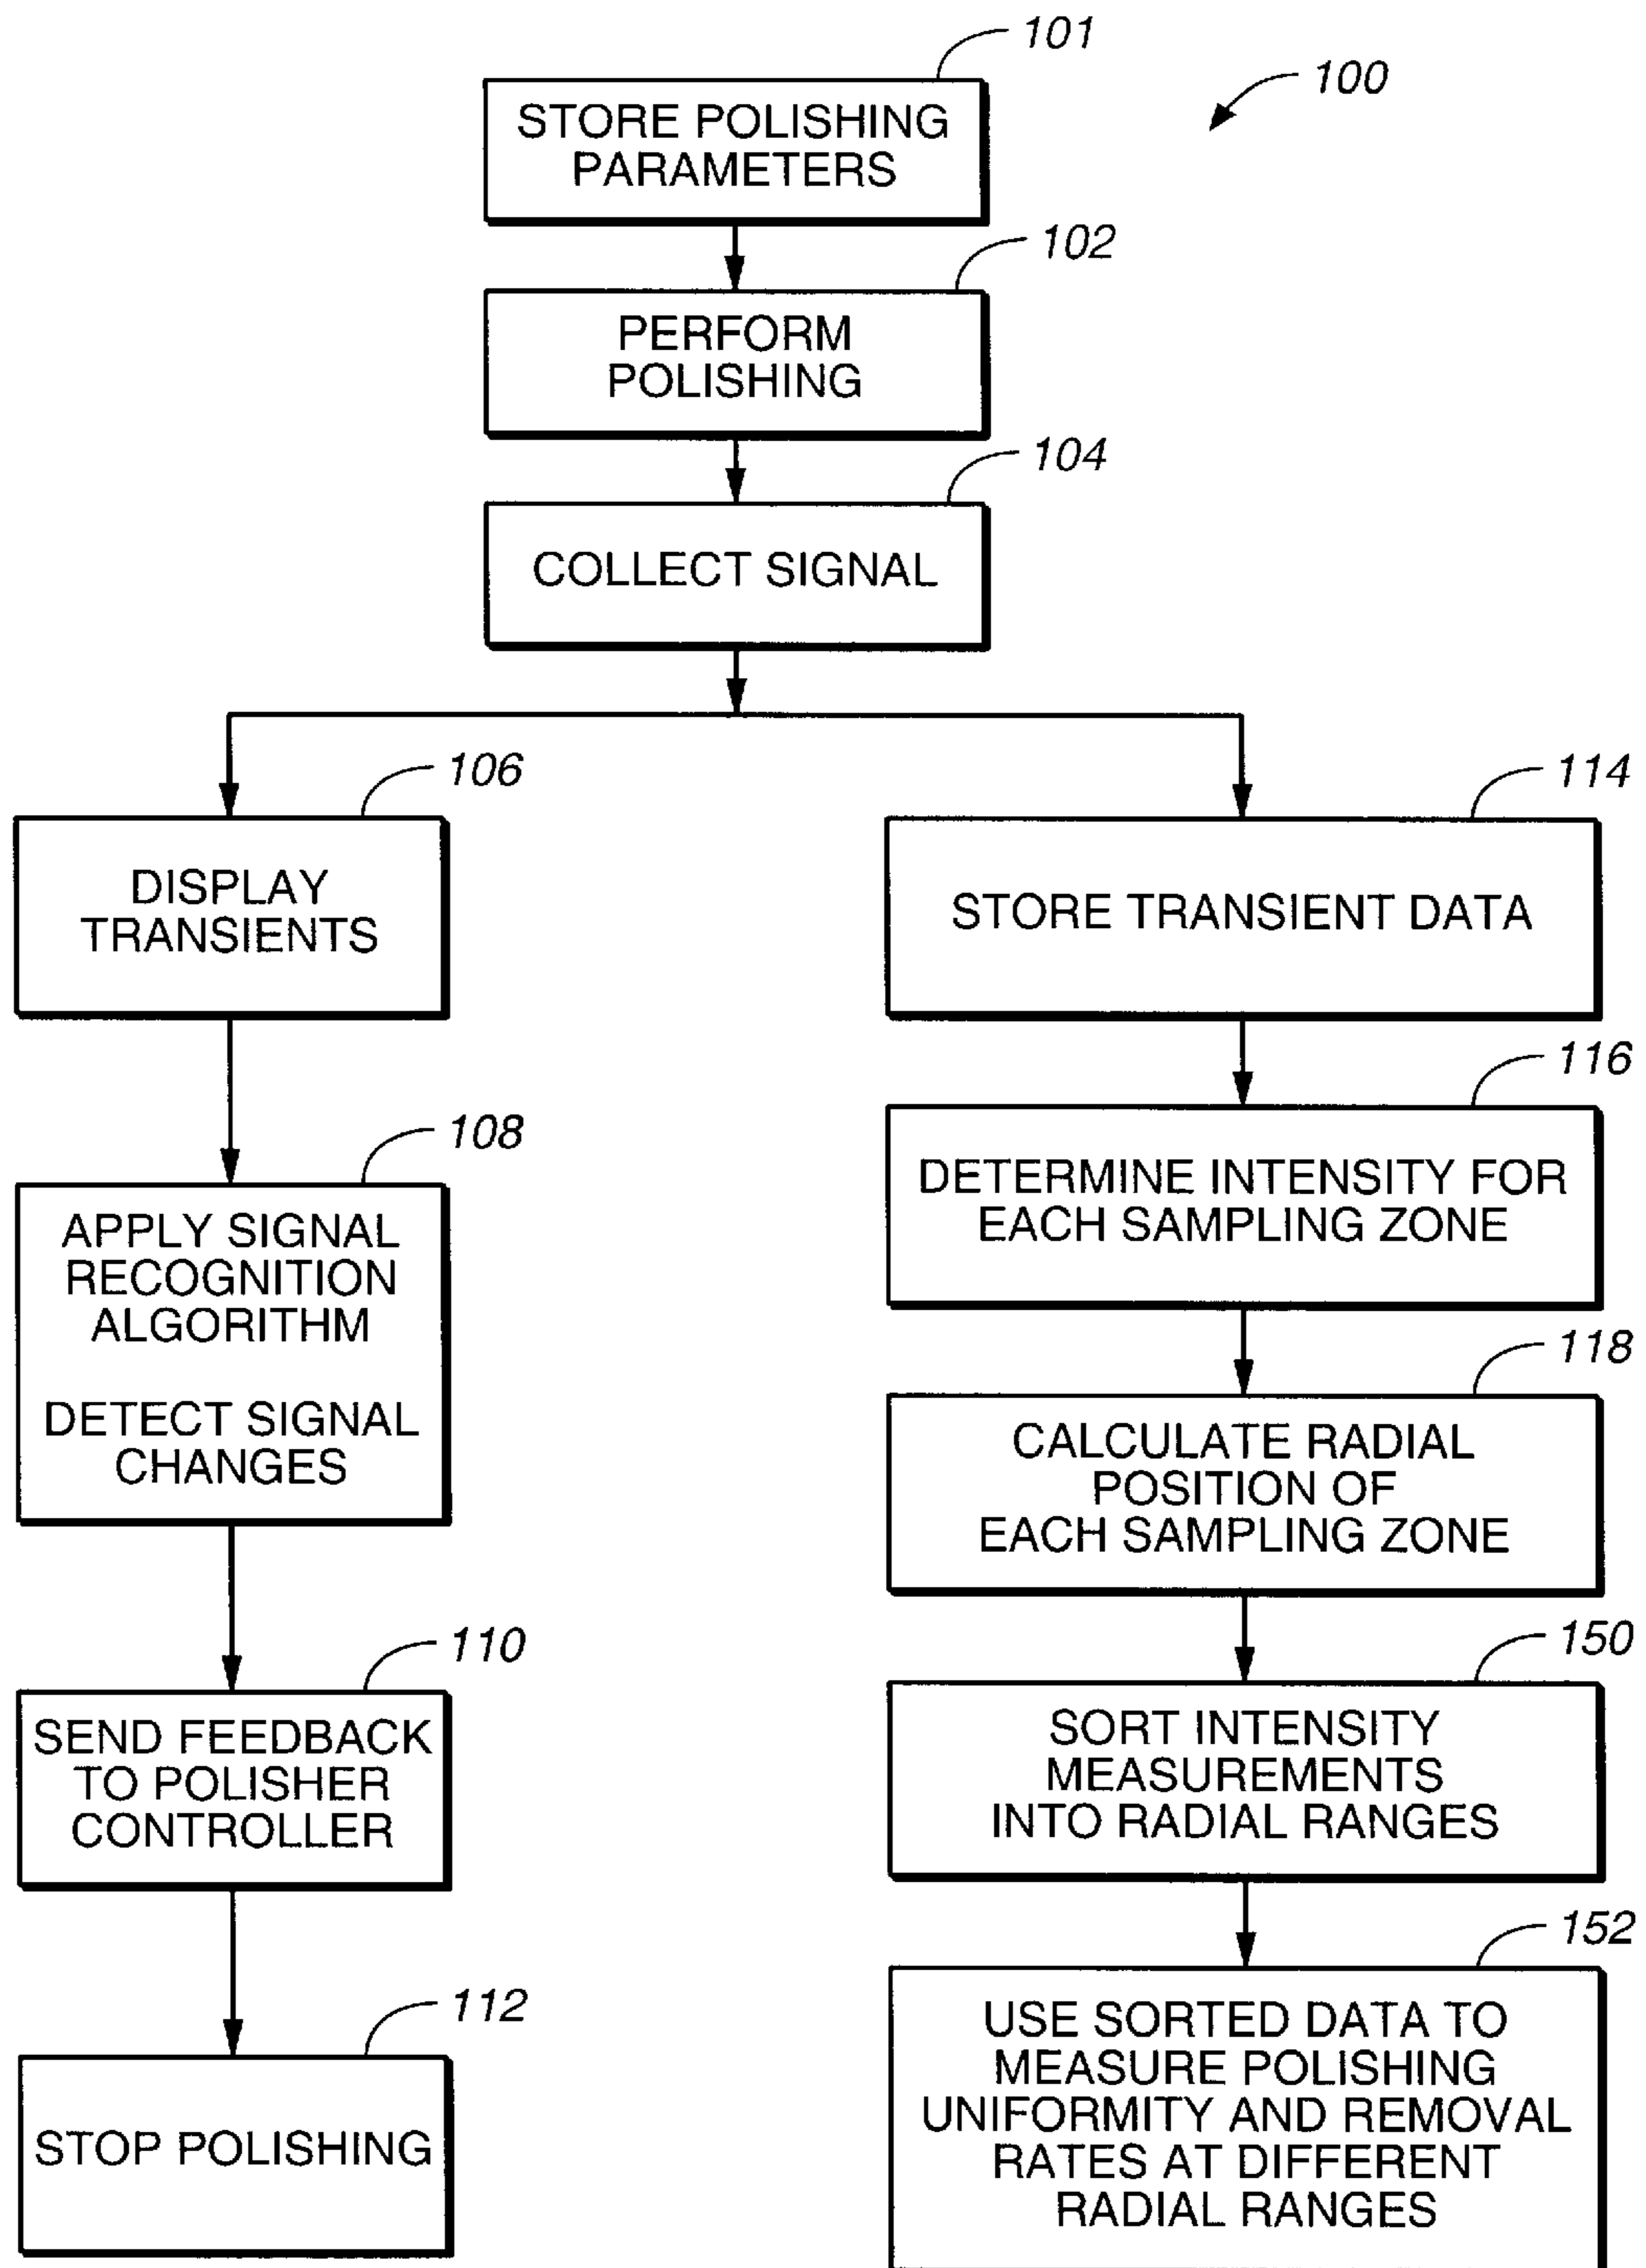 101
100
STORE POLISHING
PARAMETERS
102
PERFORM
POLISHING
104
COLLECT SIGNAL
106
DISPLAY
TRANSIENTS
108
APPLY SIGNAL
RECOGNITION
ALGORITHM
DETECT SIGNAL
CHANGES
110
SEND FEEDBACK
TO POLISHER
CONTROLLER
112
STOP POLISHING
114
STORE TRANSIENT DATA
116
DETERMINE INTENSITY FOR
EACH SAMPLING ZONE
118
CALCULATE RADIAL
POSITION OF
EACH SAMPLING ZONE
150
SORT INTENSITY
MEASUREMENTS
INTO RADIAL RANGES
152
USE SORTED DATA TO
MEASURE POLISHING
UNIFORMITY AND REMOVAL
RATES AT DIFFERENT
RADIAL RANGES